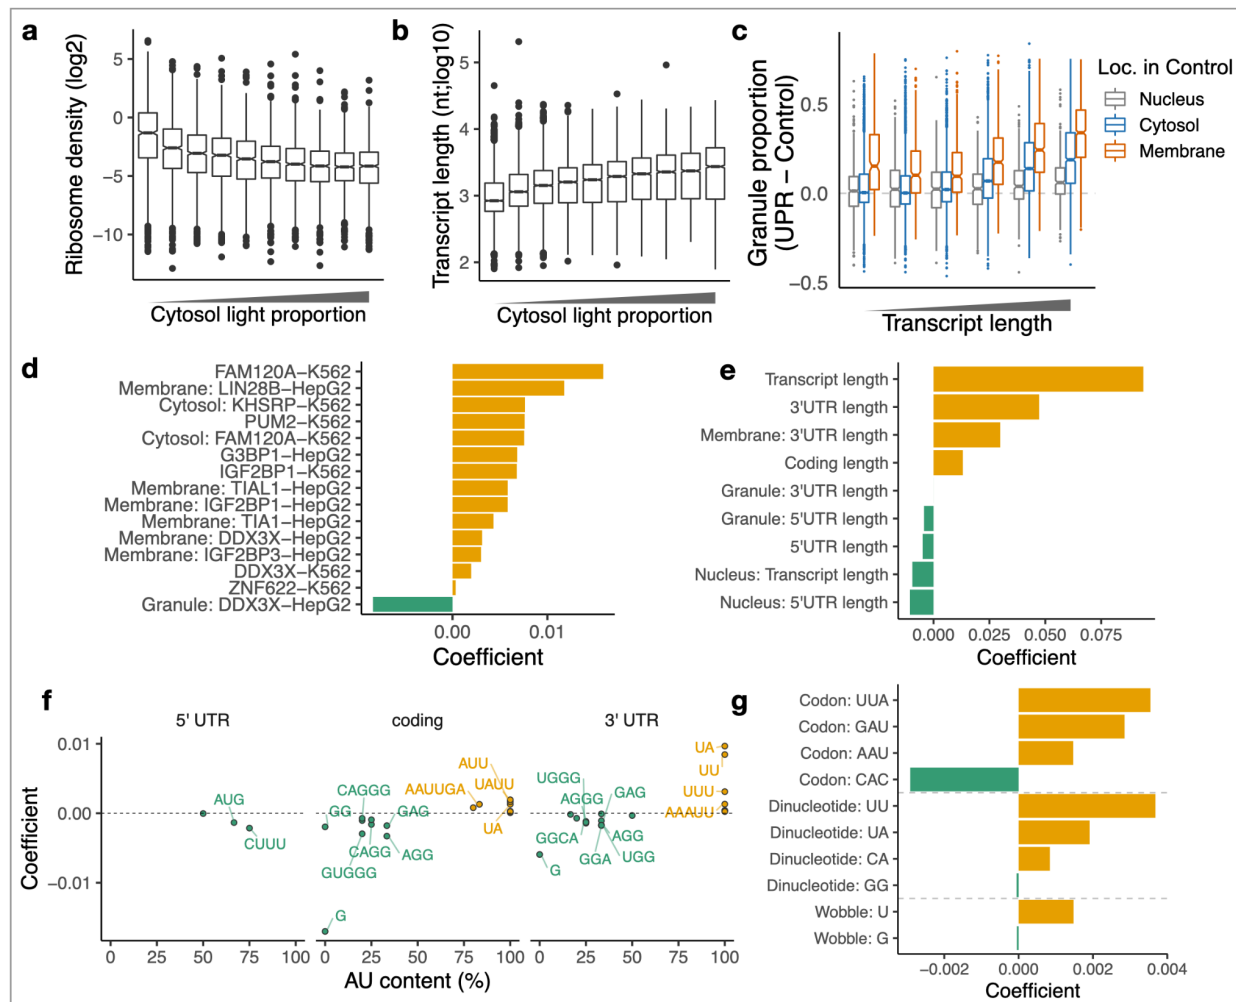 a
Ribosome density (log2)
5
0
−5
−10
Cytosol light proportion
b
Transcript length (nt;log10)
5
4
3
2
Cytosol light proportion
c
Granule proportion
(UPR − Control)
0.5
0.0
−0.5
Transcript length
Loc. in Control
Nucleus
Cytosol
Membrane
d
FAM120A−K562
Membrane: LIN28B−HepG2
Cytosol: KHSRP−K562
PUM2−K562
Cytosol: FAM120A−K562
G3BP1−HepG2
IGF2BP1−K562
Membrane: TIAL1−HepG2
Membrane: IGF2BP1−HepG2
Membrane: TIA1−HepG2
Membrane: DDX3X−HepG2
Membrane: IGF2BP3−HepG2
DDX3X−K562
ZNF622−K562
Granule: DDX3X−HepG2
0.00 0.01
Coefficient
e
Transcript length
3'UTR length
Membrane: 3'UTR length
Coding length
Granule: 3'UTR length
Granule: 5'UTR length
5'UTR length
Nucleus: Transcript length
Nucleus: 5'UTR length
0.000 0.025 0.050 0.075
Coefficient
f
Coefficient
0.01
0.00
−0.01
5' UTR
AUG
CUUU
0 25 50 75 100
coding
AUU
CAGGG
AAUUGA
UAUU
GG
GAG
UA
CAGG
AGG
GUGGG
G
0 25 50 75 100
3' UTR
UA
UU
UGGG
UUU
AGGG
GAG
AAAUU
GGCA
AGG
GGA
UGG
G
0 25 50 75 100
AU content (%)
g
Codon: UUA
Codon: GAU
Codon: AAU
Codon: CAC
Dinucleotide: UU
Dinucleotide: UA
Dinucleotide: CA
Dinucleotide: GG
Wobble: U
Wobble: G
−0.002 0.000 0.002 0.004
Coefficient